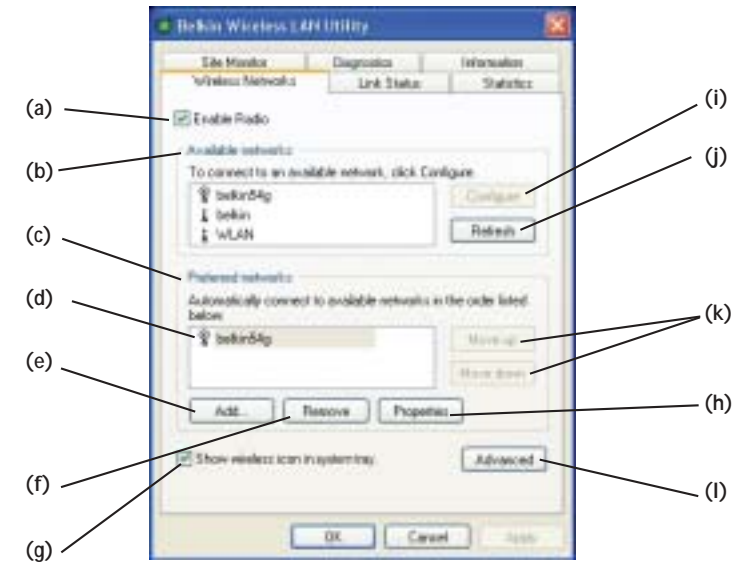 Belkin Wireless LAN Utility
Site Monitor Diagnostics Information
Wireless Networks Link Status Statistics
(a)
Enable Radio
(i)
Available networks
(b)
To connect to an available network, click Configure
(j)
belkin54g
Configure
belkin
WLAN
Refresh
(c)
Preferred networks
(d)
Automatically connect to available networks in the order listed
below:
(k)
belkin54g
Move up
Move down
(e)
Add... Remove Properties
(h)
Show wireless icon in system tray.
Advanced
(f)
(l)
(g)
OK Cancel Apply